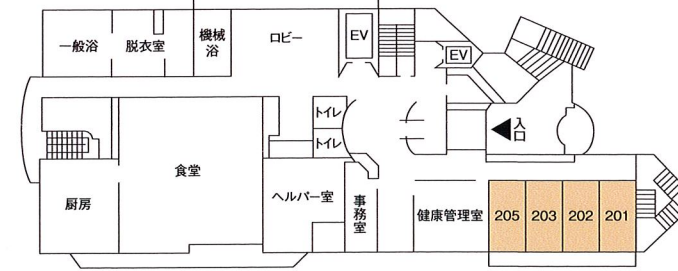 一般浴
脱衣室
機械
浴
ロビー
EV
EV
トイレ
トイレ
入口
食堂
厨房
ヘルパー室
事務室
健康管理室
205
203
202
201